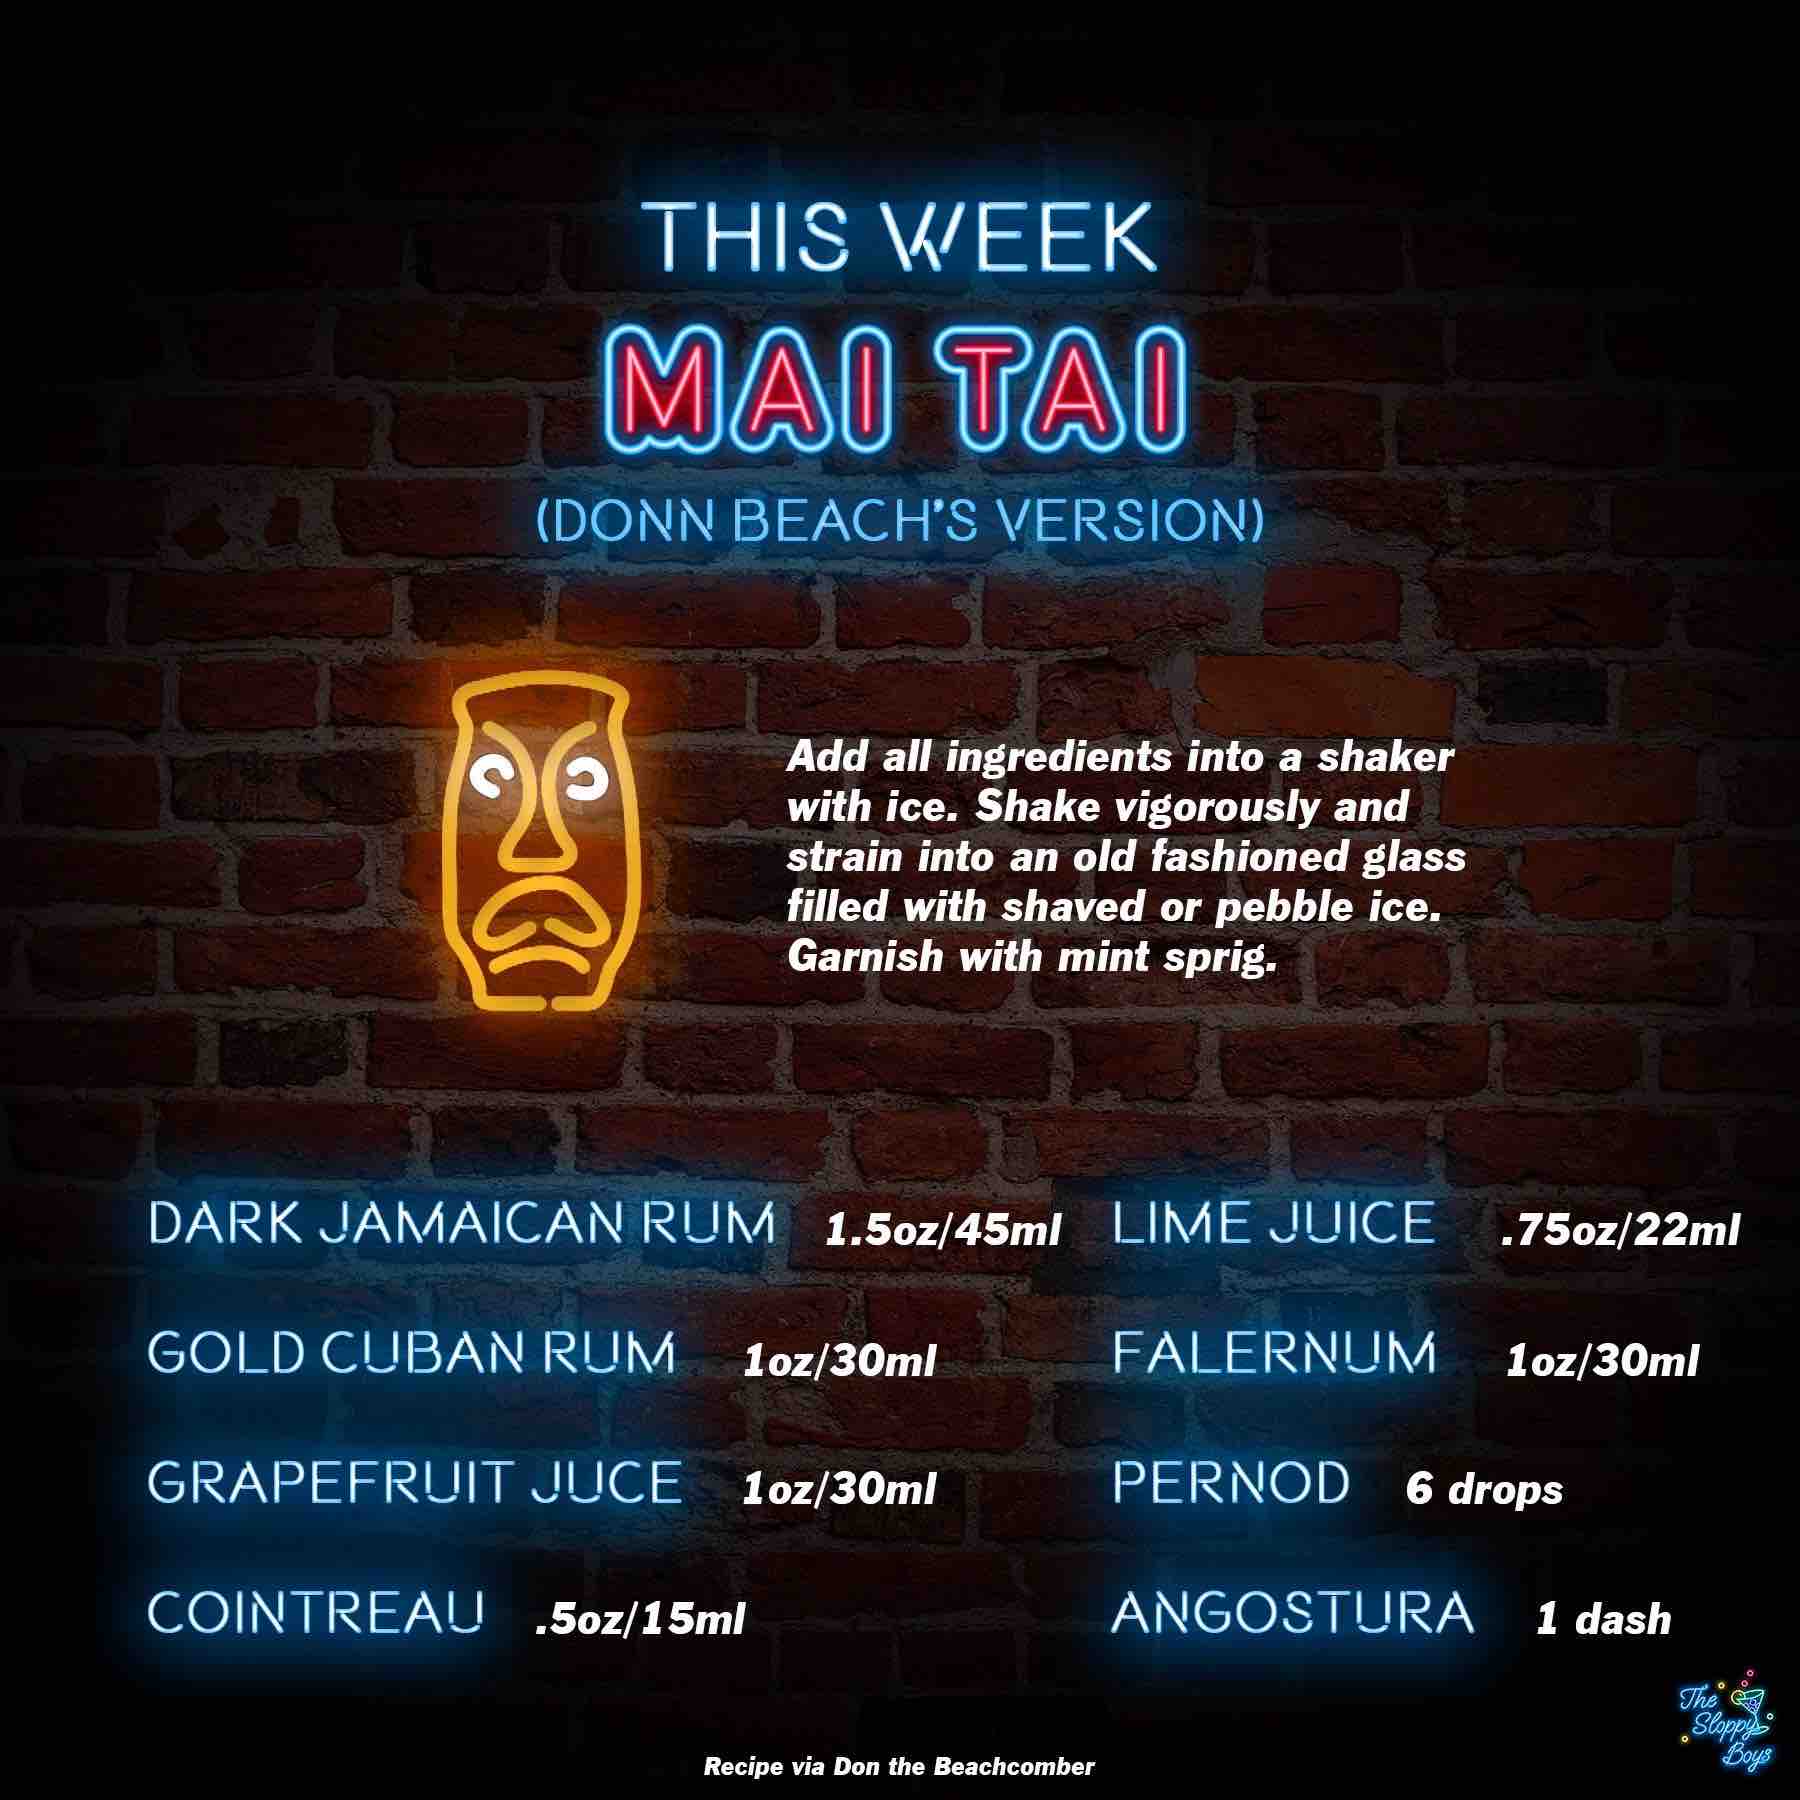 THIS WEEK
MAI TAI
(DONN BEACH'S VERSION)
Add all ingredients into a shaker
with ice. Shake vigorously and
strain into an old fashioned glass
filled with shaved or pebble ice.
Garnish with mint sprig.
DARK JAMAICAN RUM 1.5oz/45ml
GOLD CUBAN RUM 1oz/30ml
GRAPEFRUIT JUCE 1oz/30ml
COINTREAU .5oz/15ml
LIME JUICE .75oz/22ml
FALERNUM 1oz/30ml
PERNOD 6 drops
ANGOSTURA 1 dash
The
Sloppy
Boys
Recipe via Don the Beachcomber